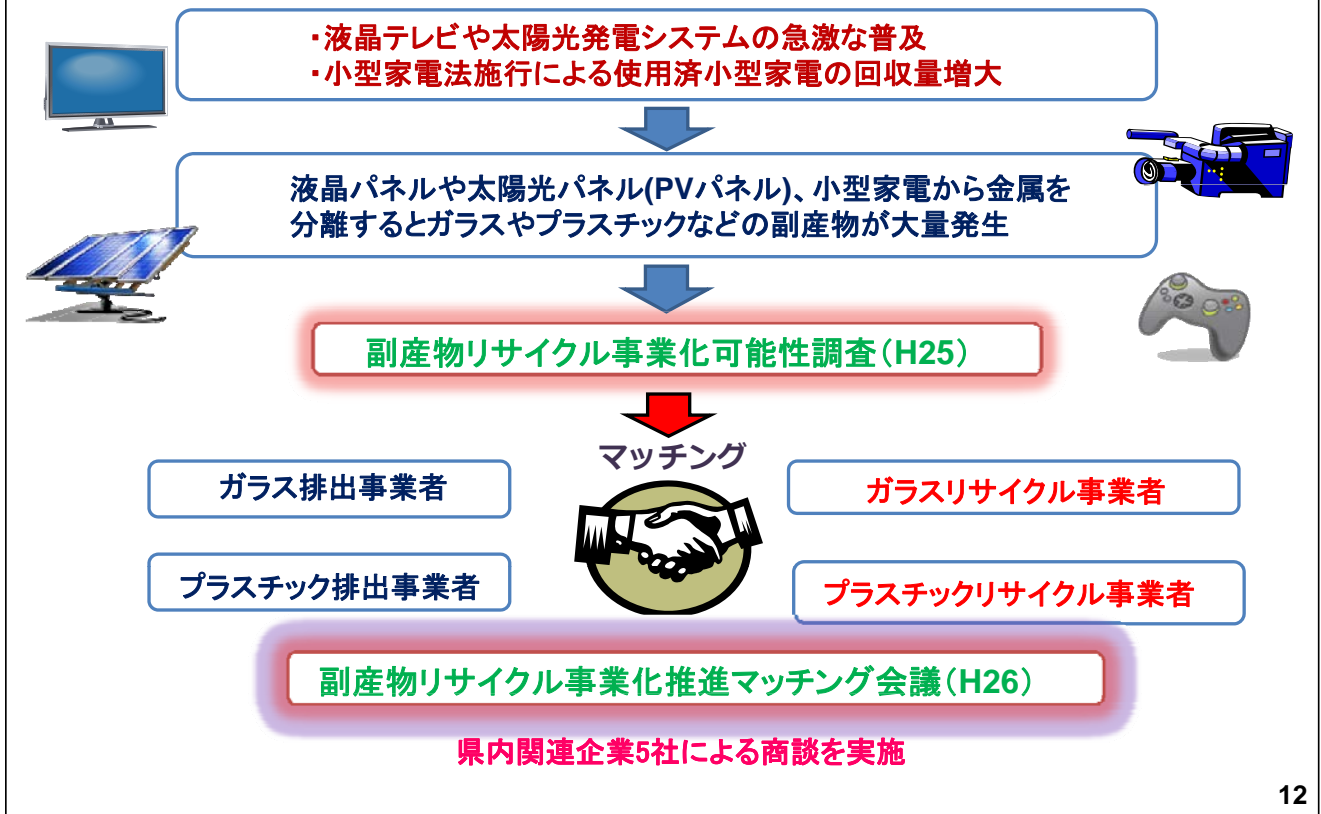 ・液晶テレビや太陽光発電システムの急激な普及
・小型家電法施行による使用済小型家電の回収量増大
液晶パネルや太陽光パネル(PVパネル)、小型家電から金属を
分離するとガラスやプラスチックなどの副産物が大量発生
副産物リサイクル事業化可能性調査(H25)
マッチング
ガラス排出事業者
ガラスリサイクル事業者
プラスチック排出事業者
プラスチックリサイクル事業者
副産物リサイクル事業化推進マッチング会議(H26)
県内関連企業5社による商談を実施
12